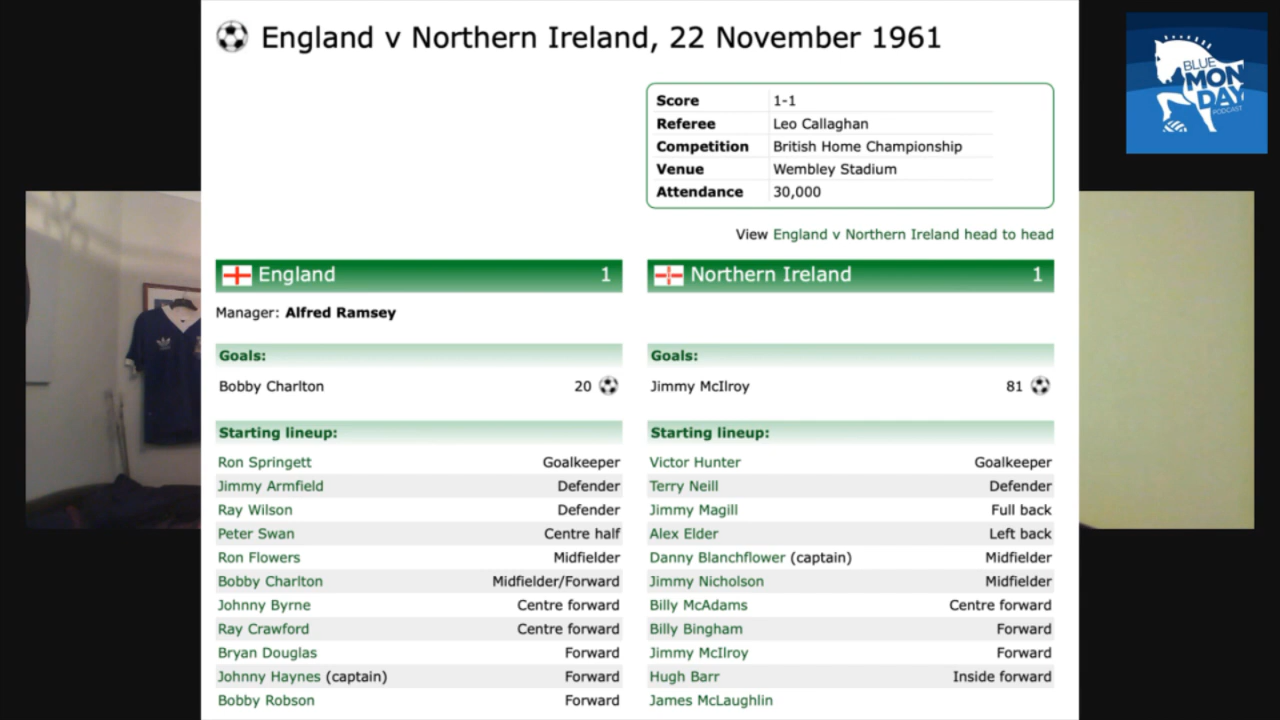 England v Northern Ireland, 22 November 1961
BLUE
MON
DAY
PODCAST
Score 1-1
Referee Leo Callaghan
Competition British Home Championship
Venue Wembley Stadium
Attendance 30,000
View England v Northern Ireland head to head
England 1
Manager: Alfred Ramsey
Goals:
Bobby Charlton 20
Starting lineup:
Ron Springett Goalkeeper
Jimmy Armfield Defender
Ray Wilson Defender
Peter Swan Centre half
Ron Flowers Midfielder
Bobby Charlton Midfielder/Forward
Johnny Byrne Centre forward
Ray Crawford Centre forward
Bryan Douglas Forward
Johnny Haynes (captain) Forward
Bobby Robson Forward
Northern Ireland 1
Goals:
Jimmy McIlroy 81
Starting lineup:
Victor Hunter Goalkeeper
Terry Neill Defender
Jimmy Magill Full back
Alex Elder Left back
Danny Blanchflower (captain) Midfielder
Jimmy Nicholson Midfielder
Billy McAdams Centre forward
Billy Bingham Forward
Jimmy McIlroy Forward
Hugh Barr Inside forward
James McLaughlin